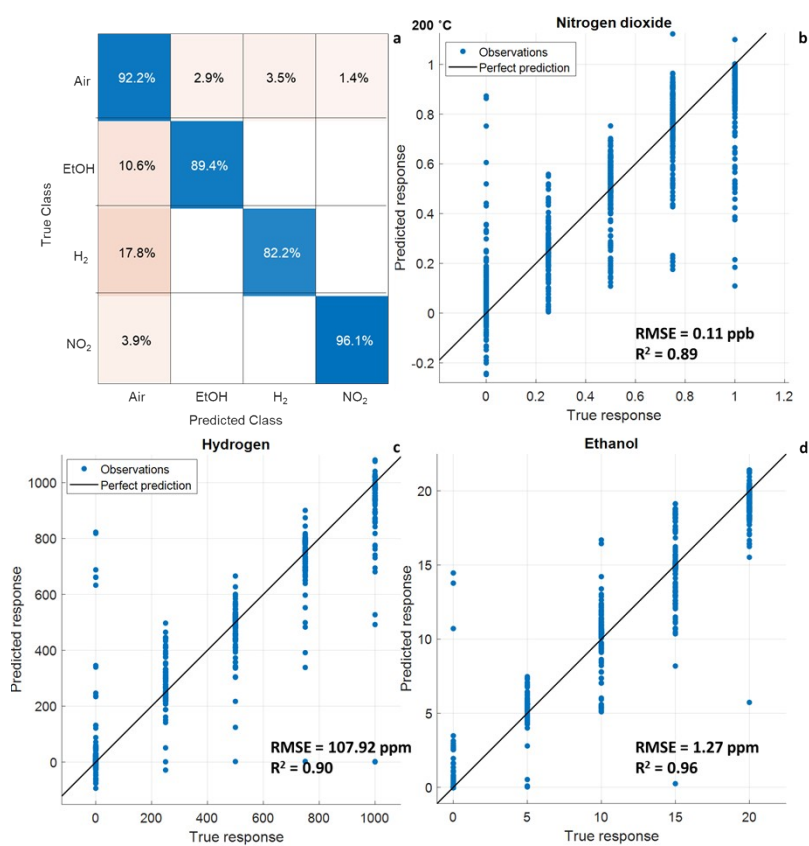 200 °C
a
Air
EtOH
H2
NO2
True Class
92.2%
2.9%
3.5%
1.4%
10.6%
89.4%
17.8%
82.2%
3.9%
96.1%
Air
EtOH
H2
NO2
Predicted Class
Nitrogen dioxide
b
Observations
Perfect prediction
Predicted response
1
0.8
0.6
0.4
0.2
0
-0.2
RMSE = 0.11 ppb
R² = 0.89
0
0.2
0.4
0.6
0.8
1
1.2
True response
Hydrogen
c
Observations
Perfect prediction
Predicted response
1000
800
600
400
200
0
RMSE = 107.92 ppm
R² = 0.90
0
200
400
600
800
1000
True response
Ethanol
d
Predicted response
20
15
10
5
0
RMSE = 1.27 ppm
R² = 0.96
0
5
10
15
20
True response